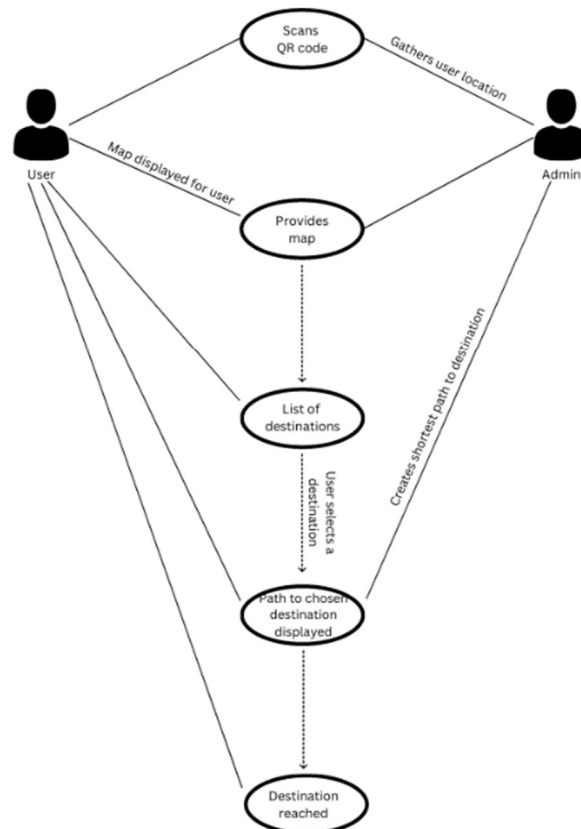 Scans
QR code
Gathers user location
User
Admin
Map displayed for user
Provides
map
List of
destinations
User selects a
destination
Creates shortest path to destination
Path to chosen
destination
displayed
Destination
reached